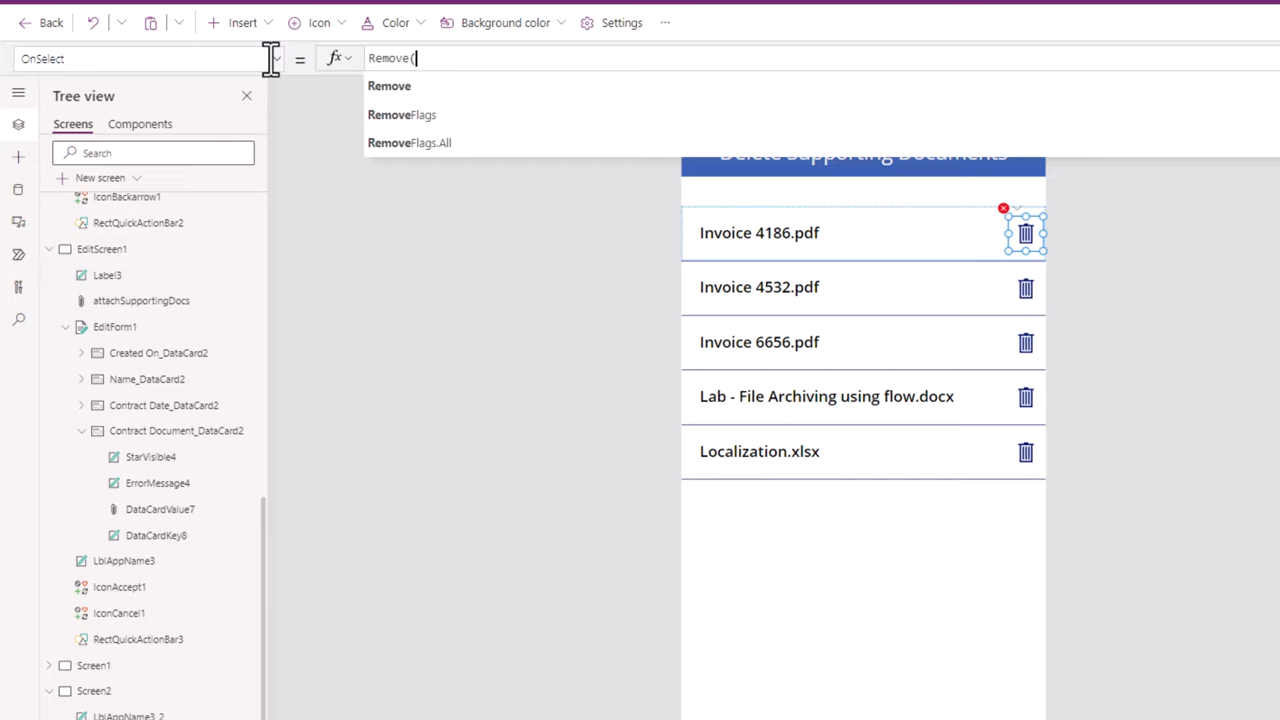 Back
Insert
Icon
Color
Background color
Settings
OnSelect
=
fx
Remove(
Remove
RemoveFlags
RemoveFlags.All
Tree view
Screens
Components
Search
New screen
IconBackarrow1
RectQuickActionBar2
EditScreen1
Label3
attachSupportingDocs
EditForm1
Created On_DataCard2
Name_DataCard2
Contract Date_DataCard2
Contract Document_DataCard2
StarVisible4
ErrorMessage4
DataCardValue7
DataCardKey8
LblAppName3
IconAccept1
IconCancel1
RectQuickActionBar3
Screen1
Screen2
LblAppName3_2
Delete Supporting Documents
Invoice 4186.pdf
Invoice 4532.pdf
Invoice 6656.pdf
Lab - File Archiving using flow.docx
Localization.xlsx